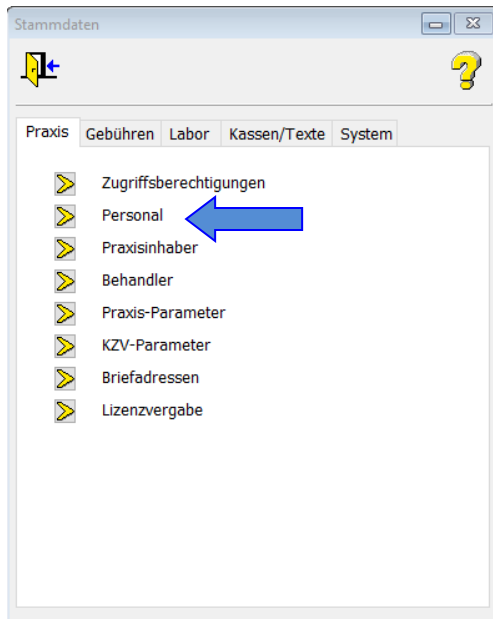 Stammdaten
Praxis Gebühren Labor Kassen/Texte System
Zugriffsberechtigungen
Personal
Praxisinhaber
Behandler
Praxis-Parameter
KZV-Parameter
Briefadressen
Lizenzvergabe